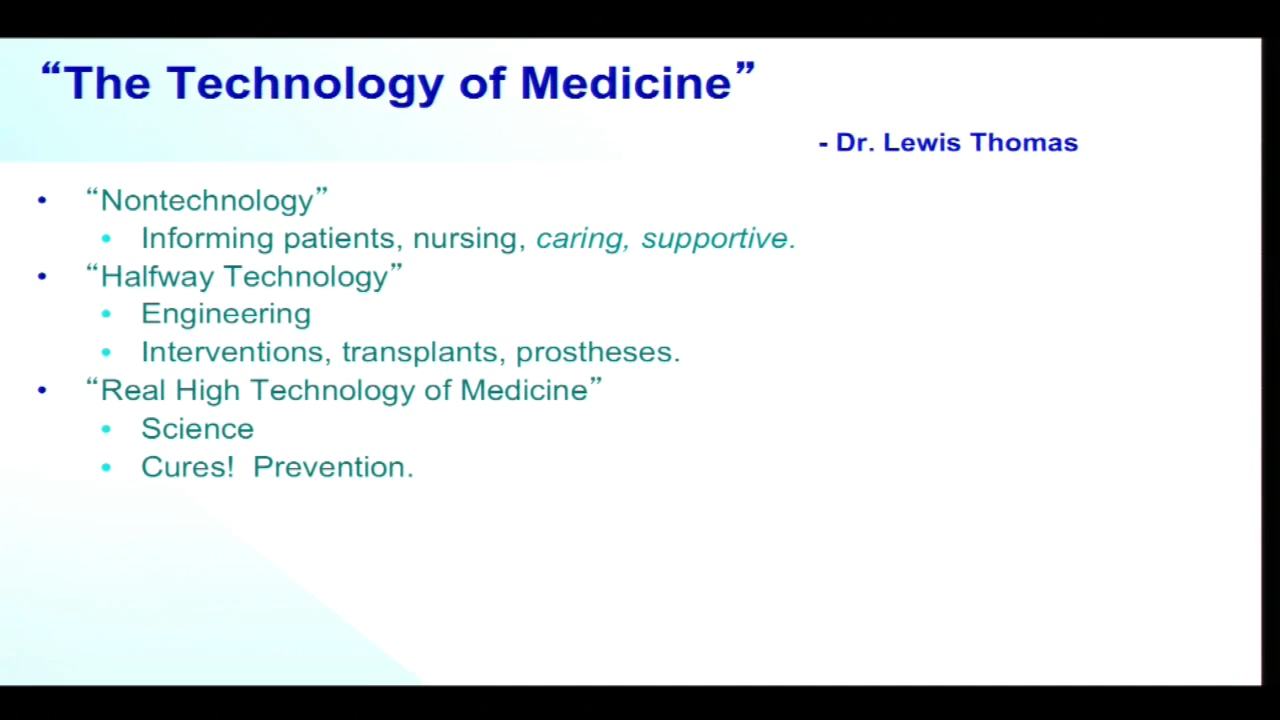 “The Technology of Medicine”
- Dr. Lewis Thomas
• “Nontechnology”
• Informing patients, nursing, caring, supportive.
• “Halfway Technology”
• Engineering
• Interventions, transplants, prostheses.
• “Real High Technology of Medicine”
• Science
• Cures!  Prevention.